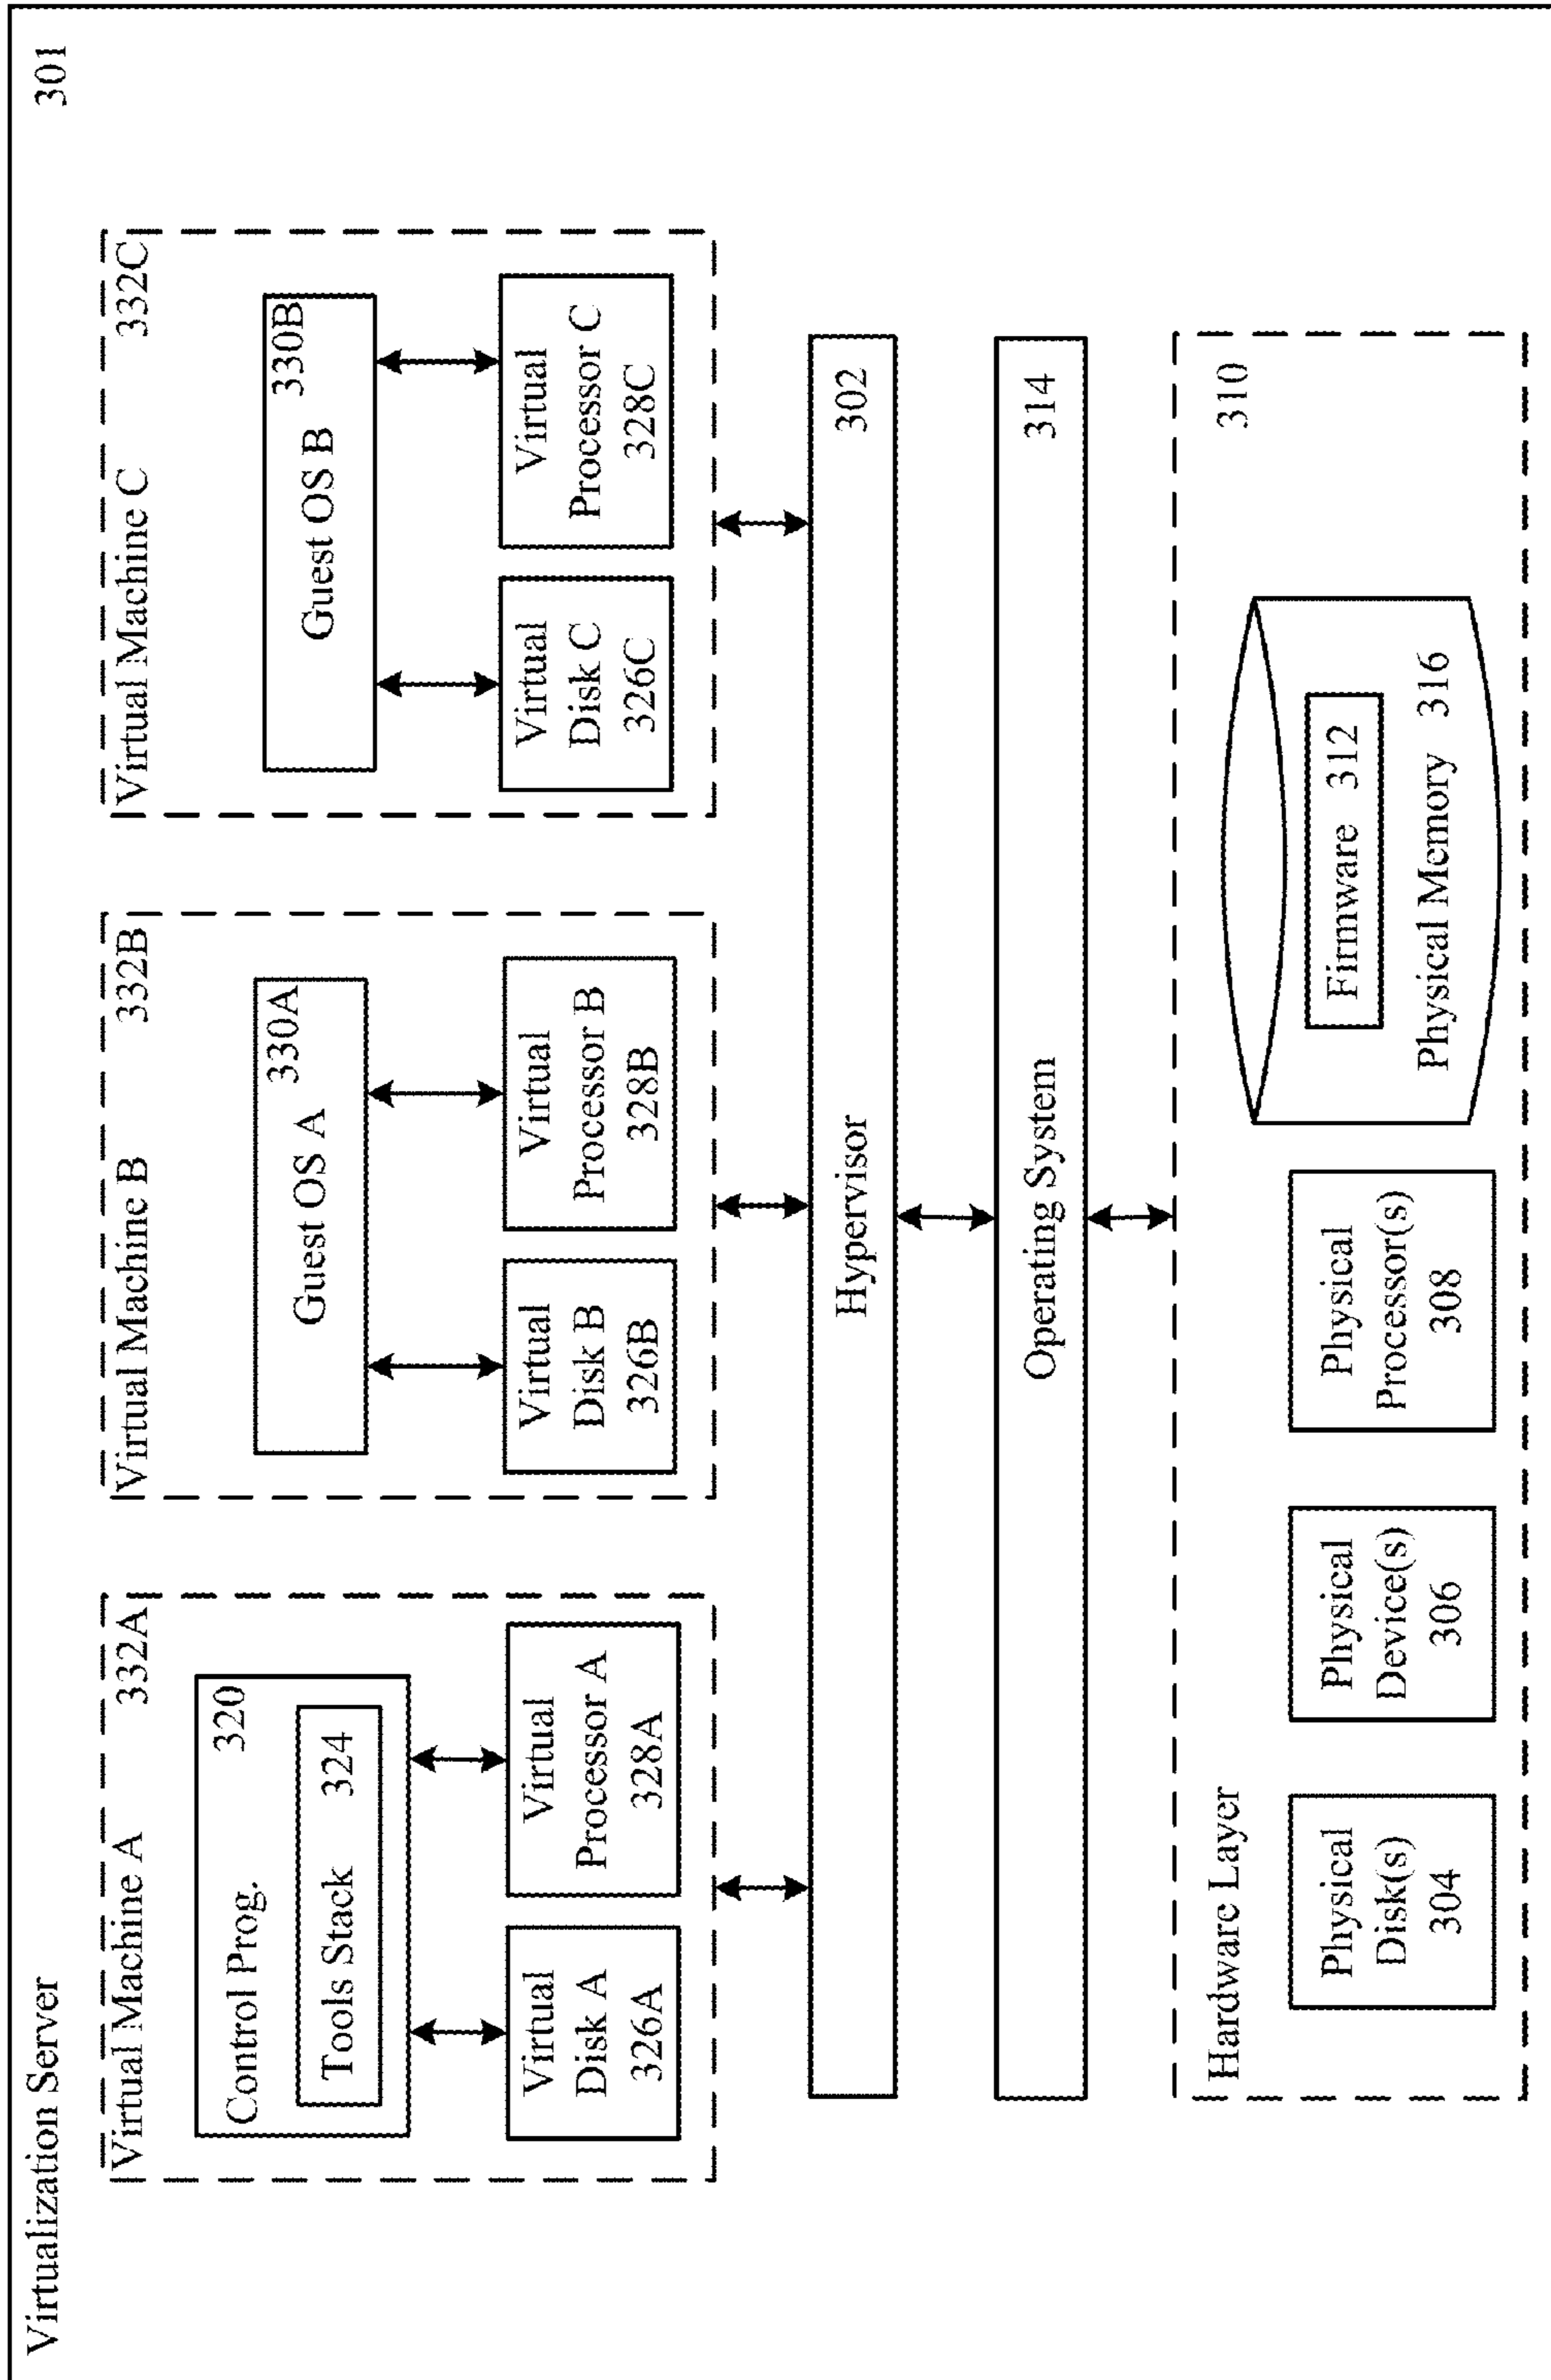 Virtualization Server
301
Virtual Machine A
332A
Control Prog.
320
Tools Stack 324
Virtual
Disk A
326A
Virtual
Processor A
328A
Virtual Machine B
332B
Guest OS A
330A
Virtual
Disk B
326B
Virtual
Processor B
328B
Virtual Machine C
332C
Guest OS B
330B
Virtual
Disk C
326C
Virtual
Processor C
328C
Hypervisor
302
Operating System
314
Hardware Layer
310
Physical
Disk(s)
304
Physical
Device(s)
306
Physical
Processor(s)
308
Firmware 312
Physical Memory 316